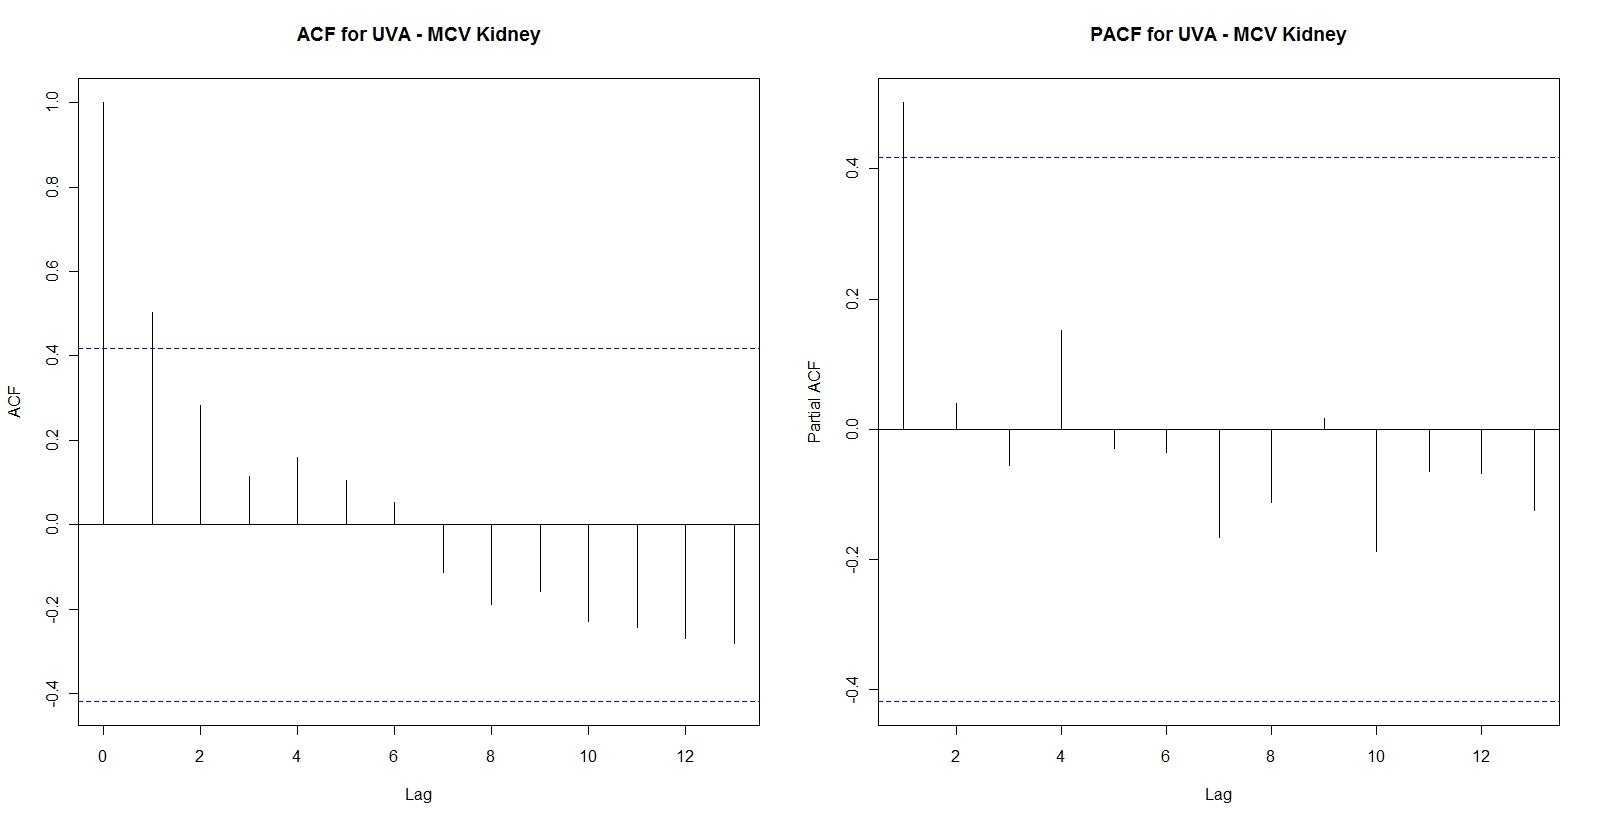 ACF for UVA - MCV Kidney
ACF
1.0
0.8
0.6
0.4
0.2
0.0
-0.2
-0.4
0 2 4 6 8 10 12
Lag
PACF for UVA - MCV Kidney
Partial ACF
0.4
0.2
0.0
-0.2
-0.4
2 4 6 8 10 12
Lag